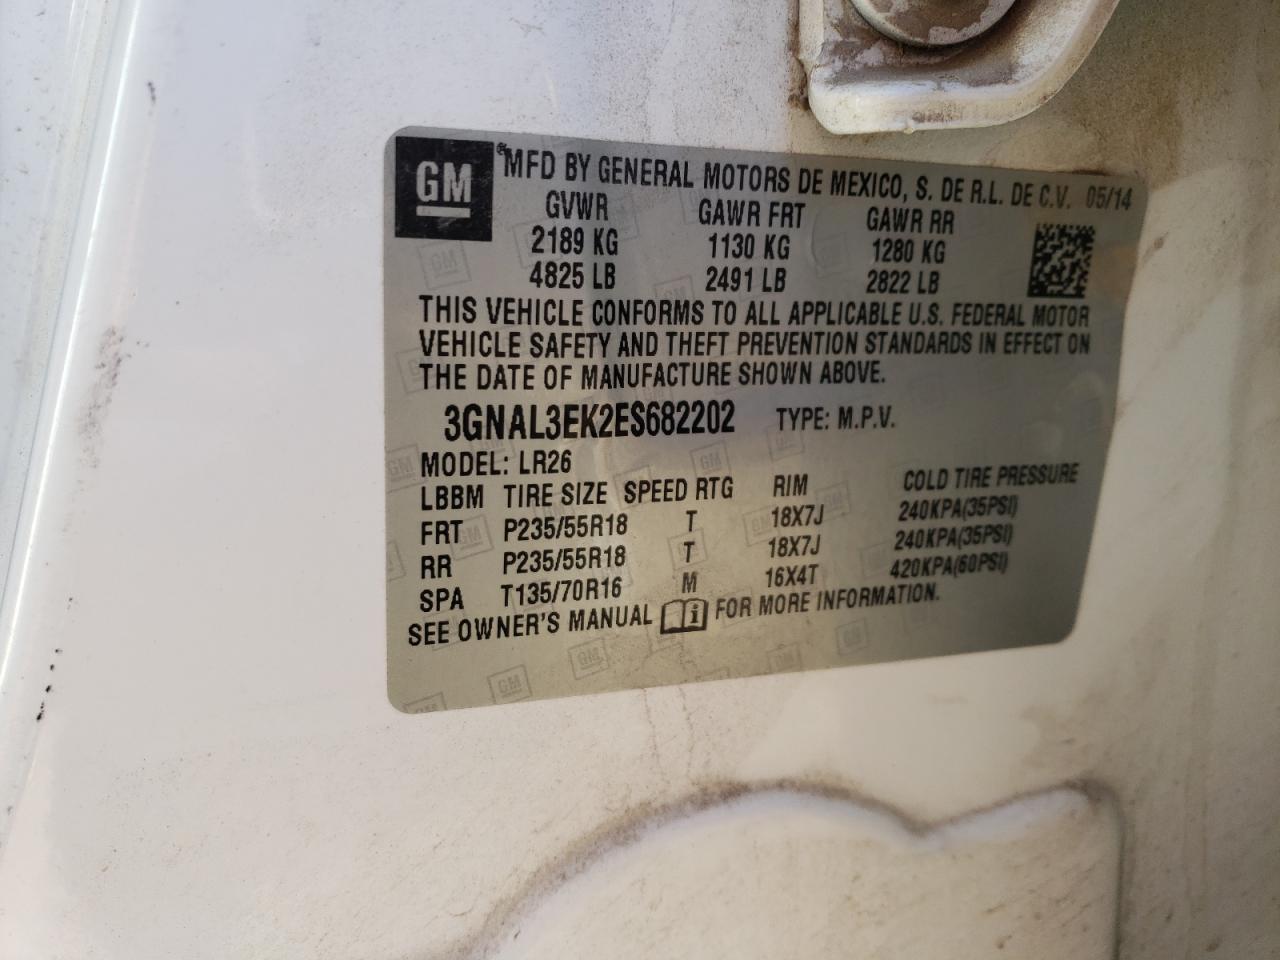 GM
® MFD BY GENERAL MOTORS DE MEXICO, S. DE R.L. DE C.V. 05/14
GVWR GAWR FRT GAWR RR
2189 KG 1130 KG 1280 KG
4825 LB 2491 LB 2822 LB
THIS VEHICLE CONFORMS TO ALL APPLICABLE U.S. FEDERAL MOTOR
VEHICLE SAFETY AND THEFT PREVENTION STANDARDS IN EFFECT ON
THE DATE OF MANUFACTURE SHOWN ABOVE.
3GNAL3EK2ES682202 TYPE: M.P.V.
MODEL: LR26
LBBM TIRE SIZE SPEED RTG RIM COLD TIRE PRESSURE
FRT P235/55R18 T 18X7J 240KPA(35PSI)
RR P235/55R18 T 18X7J 240KPA(35PSI)
SPA T135/70R16 M 16X4T 420KPA(60PSI)
SEE OWNER'S MANUAL i FOR MORE INFORMATION.